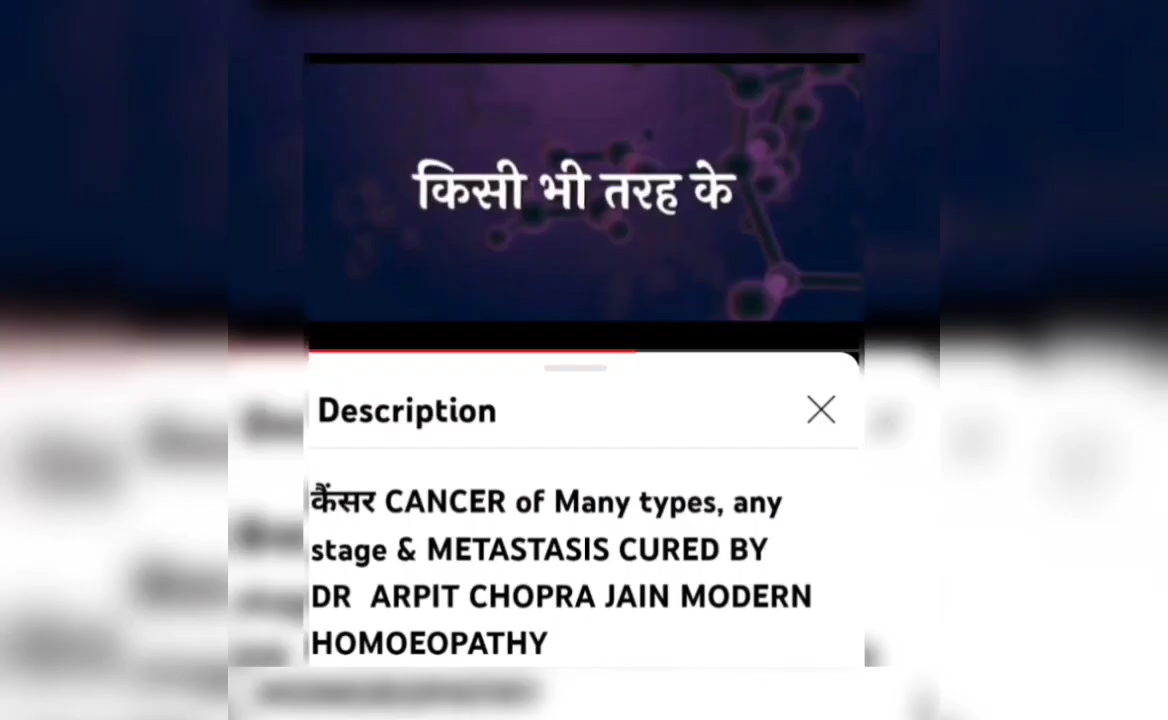 किसी भी तरह के
Description
कैंसर CANCER of Many types, any
stage & METASTASIS CURED BY
DR ARPIT CHOPRA JAIN MODERN
HOMOEOPATHY